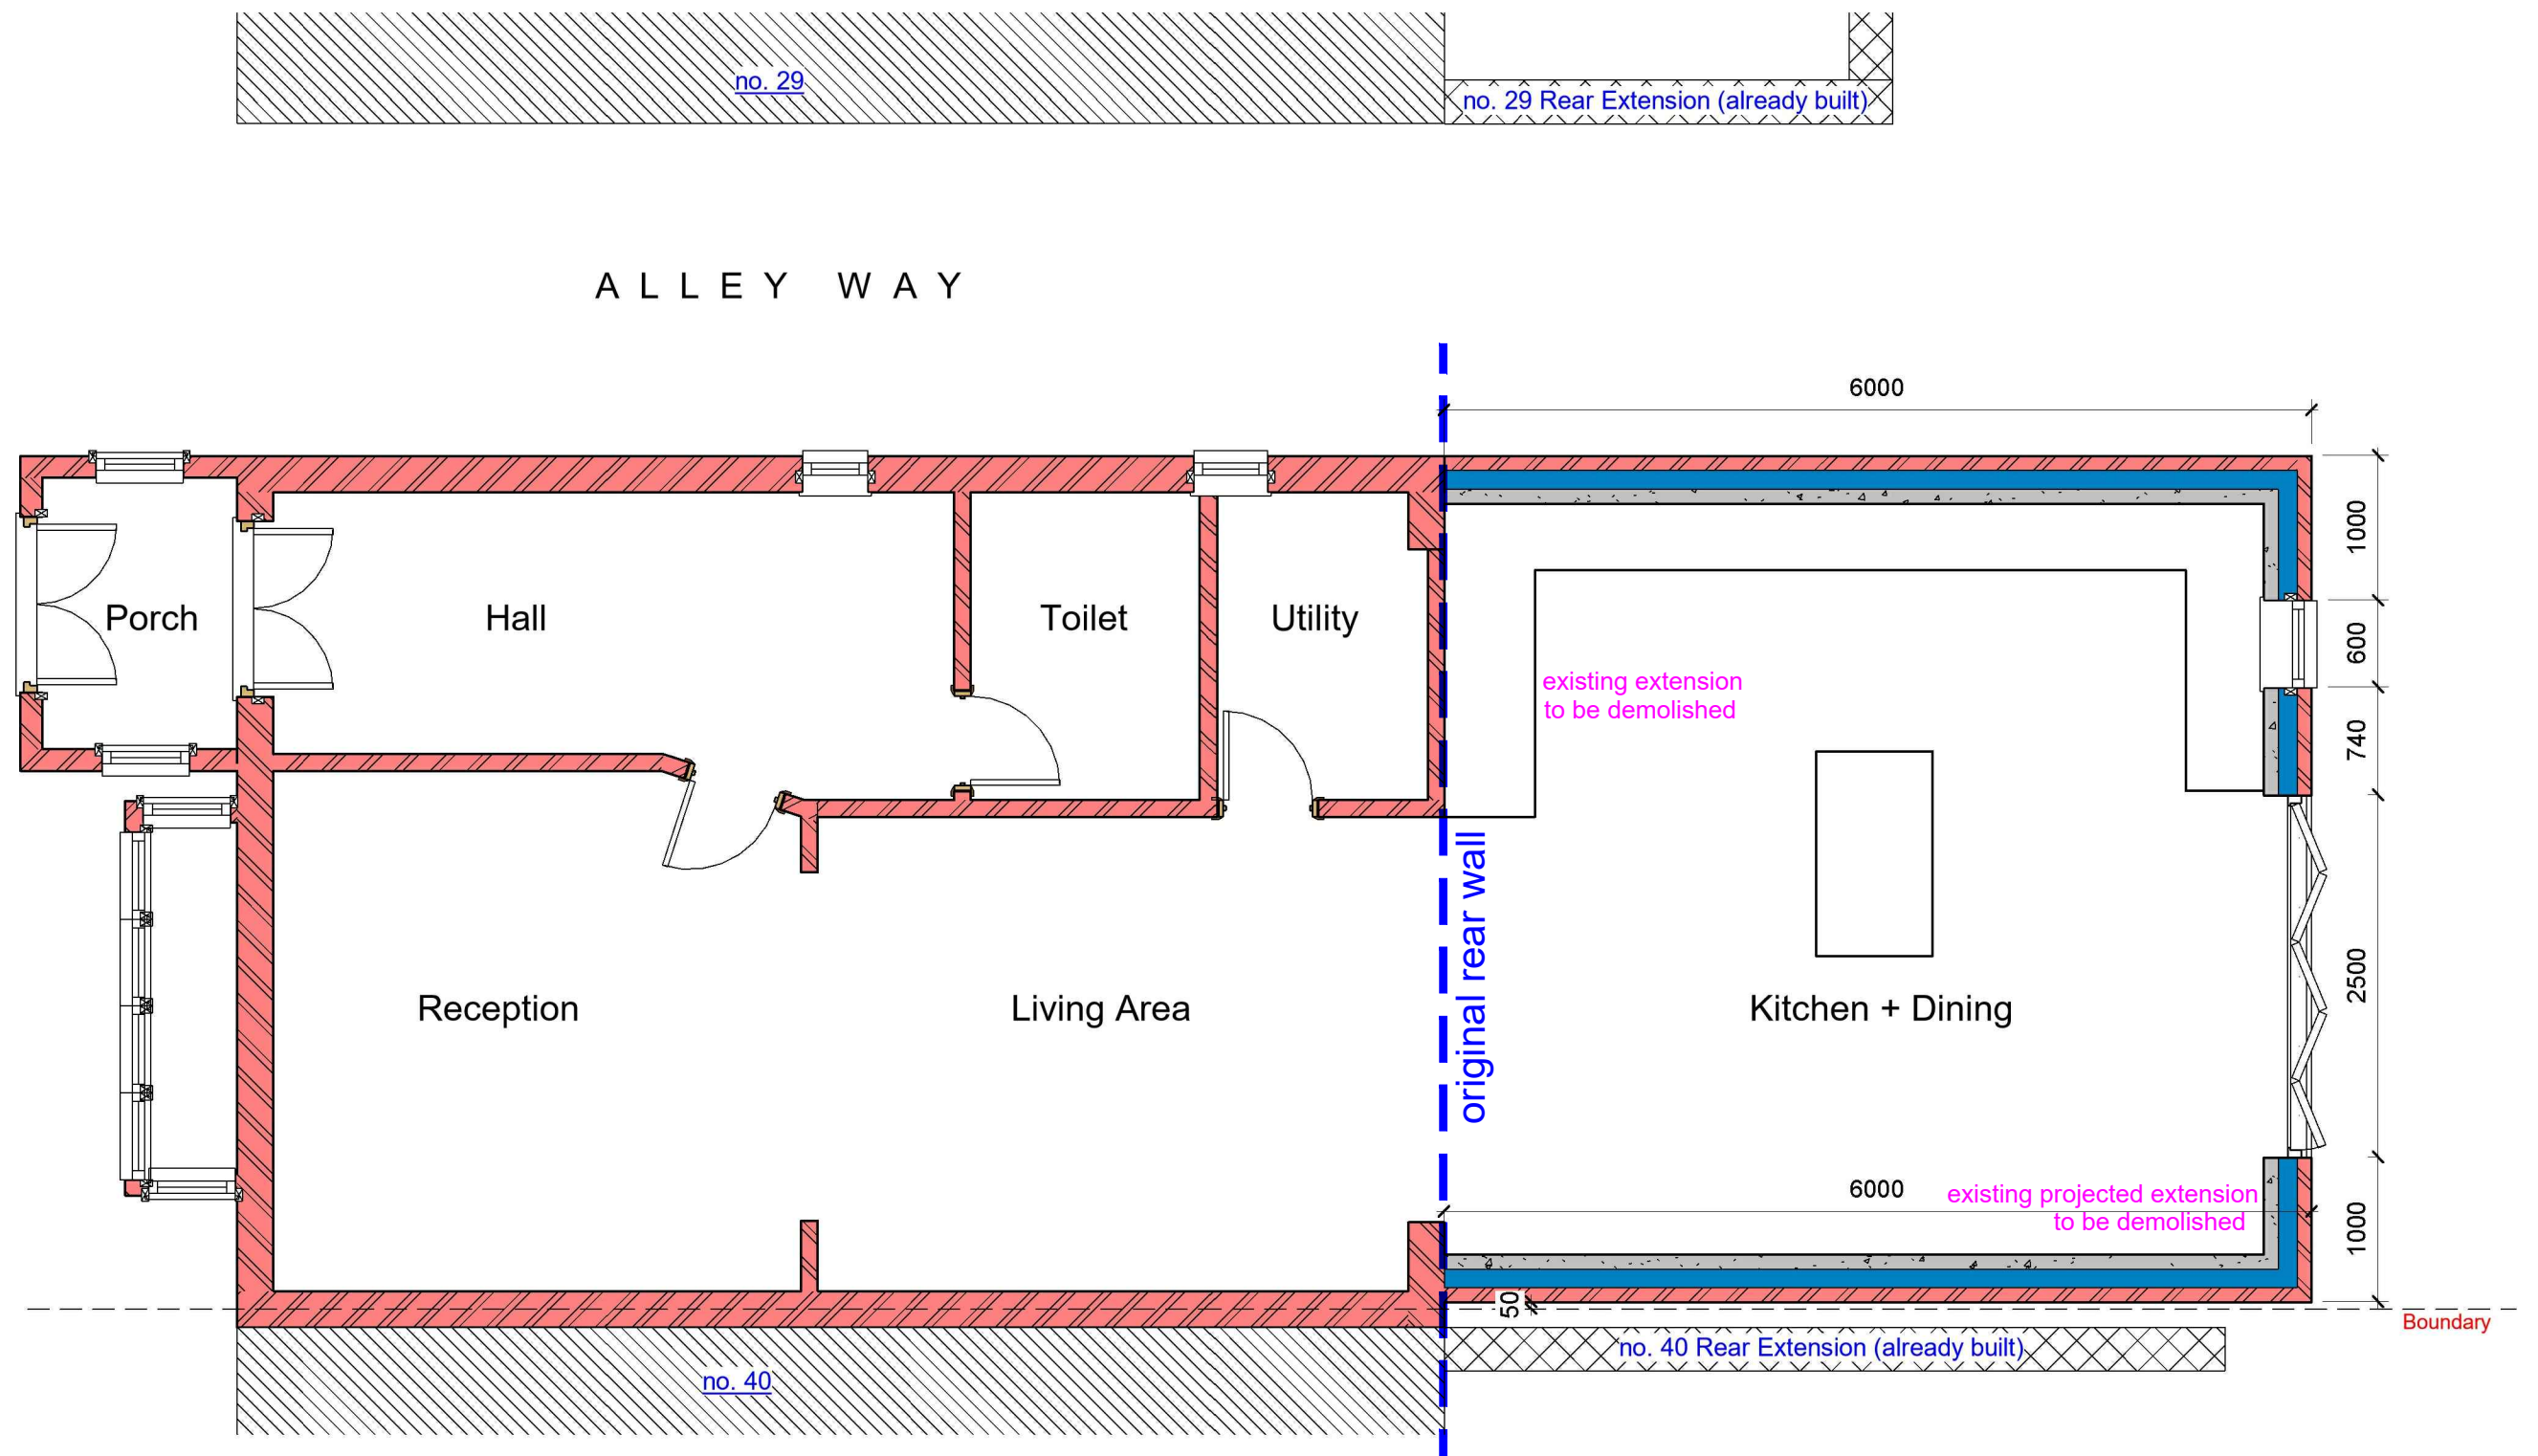 no. 29
no. 29 Rear Extension (already built)
ALLEY WAY
6000
1000
Porch
Hall
Toilet
Utility
600
existing extension
to be demolished
740
original rear wall
Reception
Living Area
Kitchen + Dining
2500
6000
existing projected extension
to be demolished
1000
50
Boundary
no. 40 Rear Extension (already built)
no. 40